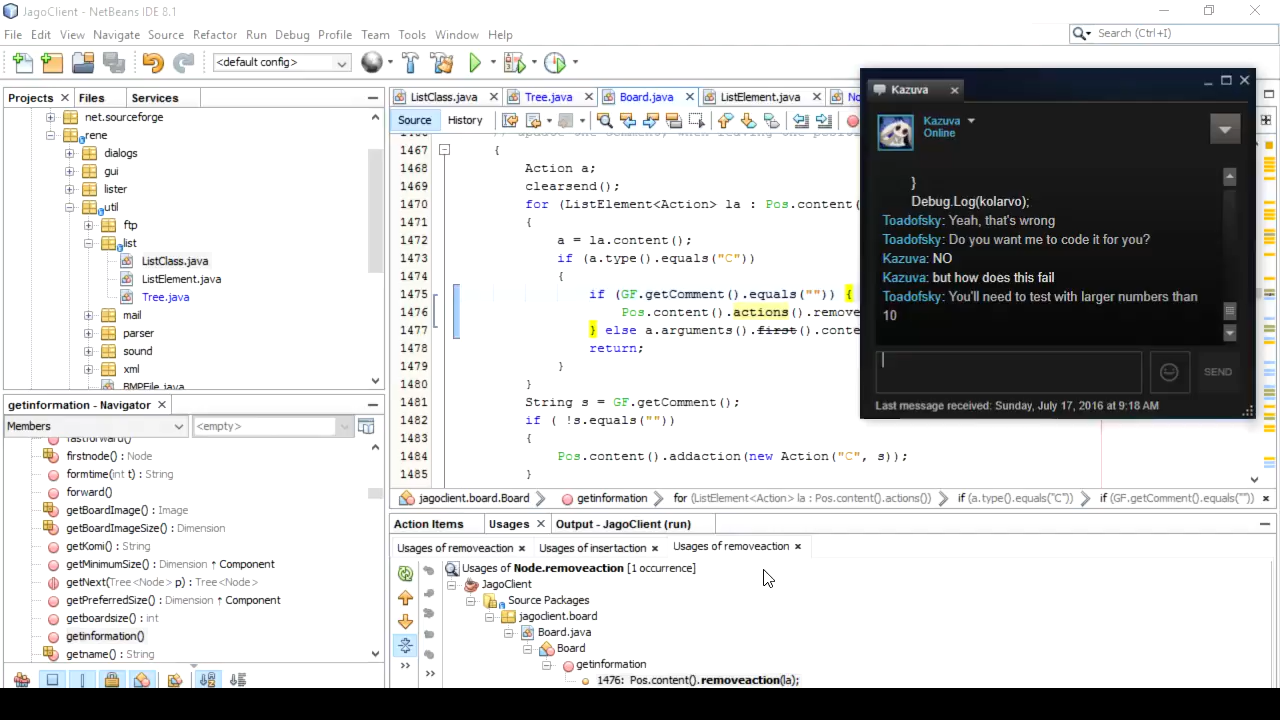 JagoClient - NetBeans IDE 8.1
File Edit View Navigate Source Refactor Run Debug Profile Team Tools Window Help
Search (Ctrl+I)
<default config>
Projects Files Services
net.sourceforge
rene
dialogs
gui
lister
util
ftp
list
ListClass.java
ListElement.java
Tree.java
mail
parser
sound
xml
BMPFile.java
getinformation - Navigator
Members
<empty>
fastforward()
firstnode() : Node
formtime(int t) : String
forward()
getBoardImage() : Image
getBoardImageSize() : Dimension
getKomi() : String
getMinimumSize() : Dimension ↑ Component
getNext(Tree<Node> p) : Tree<Node>
getPreferredSize() : Dimension ↑ Component
getboardsize() : int
getinformation()
getname() : String
ListClass.java Tree.java Board.java ListElement.java
Source History
1467 {
1468 Action a;
1469 clearsend();
1470 for (ListElement<Action> la : Pos.content(
1471 {
1472 a = la.content();
1473 if (a.type().equals("C"))
1474 {
1475 if (GF.getComment().equals("")) {
1476 Pos.content().actions().remove
1477 } else a.arguments().first().conte
1478 return;
1479 }
1480 }
1481 String s = GF.getComment();
1482 if ( !s.equals(""))
1483 {
1484 Pos.content().addaction(new Action("C", s));
1485 }
jagoclient.board.Board getinformation for (ListElement<Action> la : Pos.content().actions()) if (a.type().equals("C")) if (GF.getComment().equals(""))
Action Items Usages Output - JagoClient (run)
Usages of removeaction Usages of insertaction Usages of removeaction
Usages of Node.removeaction [1 occurrence]
JagoClient
Source Packages
jagoclient.board
Board.java
Board
getinformation
1476: Pos.content().removeaction(la);
Kazuva
Kazuva
Online
}
Debug.Log(kolarvo);
Toadofsky: Yeah, that's wrong
Toadofsky: Do you want me to code it for you?
Kazuva: NO
Kazuva: but how does this fail
Toadofsky: You'll need to test with larger numbers than
10
SEND
Last message received: Sunday, July 17, 2016 at 9:18 AM